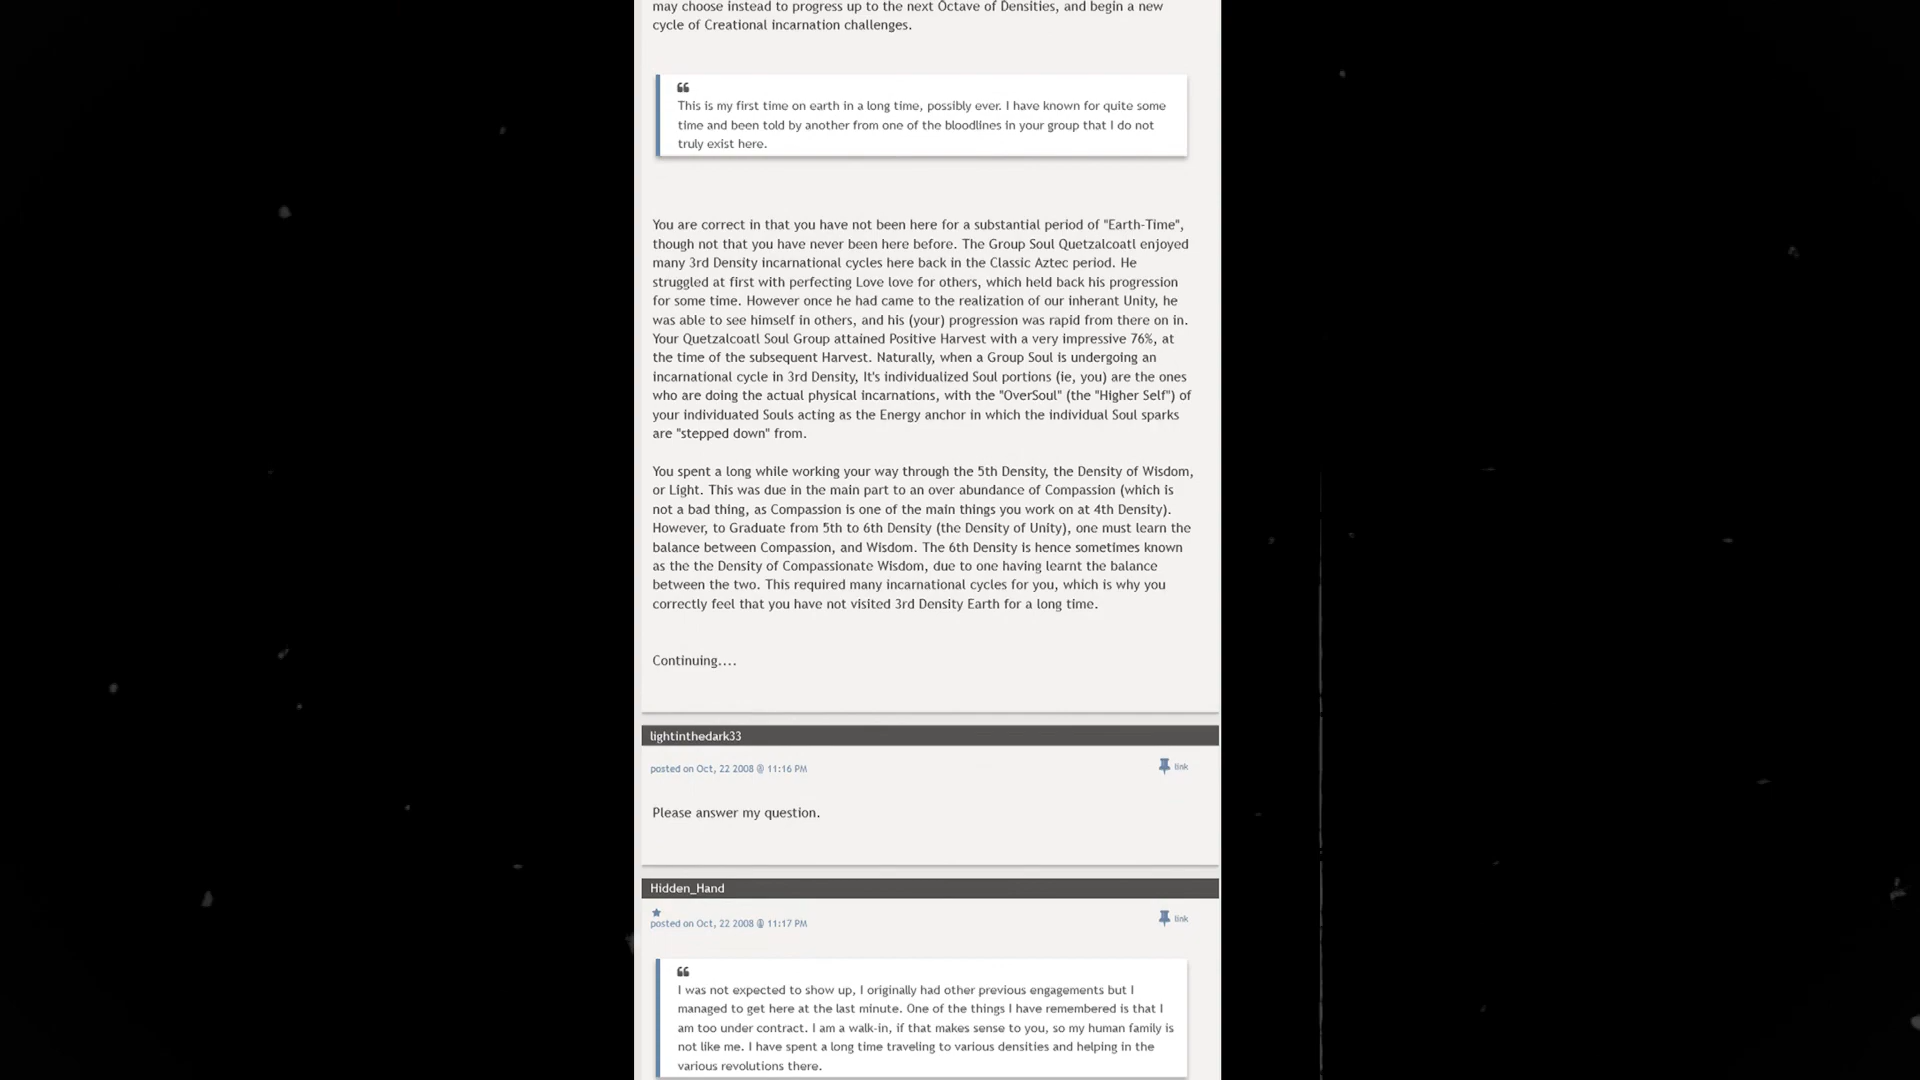 may choose instead to progress up to the next Octave of Densities, and begin a new
cycle of Creational incarnation challenges.
This is my first time on earth in a long time, possibly ever. I have known for quite some
time and been told by another from one of the bloodlines in your group that I do not
truly exist here.
You are correct in that you have not been here for a substantial period of "Earth-Time",
though not that you have never been here before. The Group Soul Quetzalcoatl enjoyed
many 3rd Density incarnational cycles here back in the Classic Aztec period. He
struggled at first with perfecting Love love for others, which held back his progression
for some time. However once he had came to the realization of our inherant Unity, he
was able to see himself in others, and his (your) progression was rapid from there on in.
Your Quetzalcoatl Soul Group attained Positive Harvest with a very impressive 76%, at
the time of the subsequent Harvest. Naturally, when a Group Soul is undergoing an
incarnational cycle in 3rd Density, It's individualized Soul portions (ie, you) are the ones
who are doing the actual physical incarnations, with the "OverSoul" (the "Higher Self") of
your individuated Souls acting as the Energy anchor in which the individual Soul sparks
are "stepped down" from.
You spent a long while working your way through the 5th Density, the Density of Wisdom,
or Light. This was due in the main part to an over abundance of Compassion (which is
not a bad thing, as Compassion is one of the main things you work on at 4th Density).
However, to Graduate from 5th to 6th Density (the Density of Unity), one must learn the
balance between Compassion, and Wisdom. The 6th Density is hence sometimes known
as the the Density of Compassionate Wisdom, due to one having learnt the balance
between the two. This required many incarnational cycles for you, which is why you
correctly feel that you have not visited 3rd Density Earth for a long time.
Continuing....
lightinthedark33
posted on Oct, 22 2008 @ 11:16 PM
link
Please answer my question.
Hidden_Hand
posted on Oct, 22 2008 @ 11:17 PM
link
I was not expected to show up, I originally had other previous engagements but I
managed to get here at the last minute. One of the things I have remembered is that I
am too under contract. I am a walk-in, if that makes sense to you, so my human family is
not like me. I have spent a long time traveling to various densities and helping in the
various revolutions there.